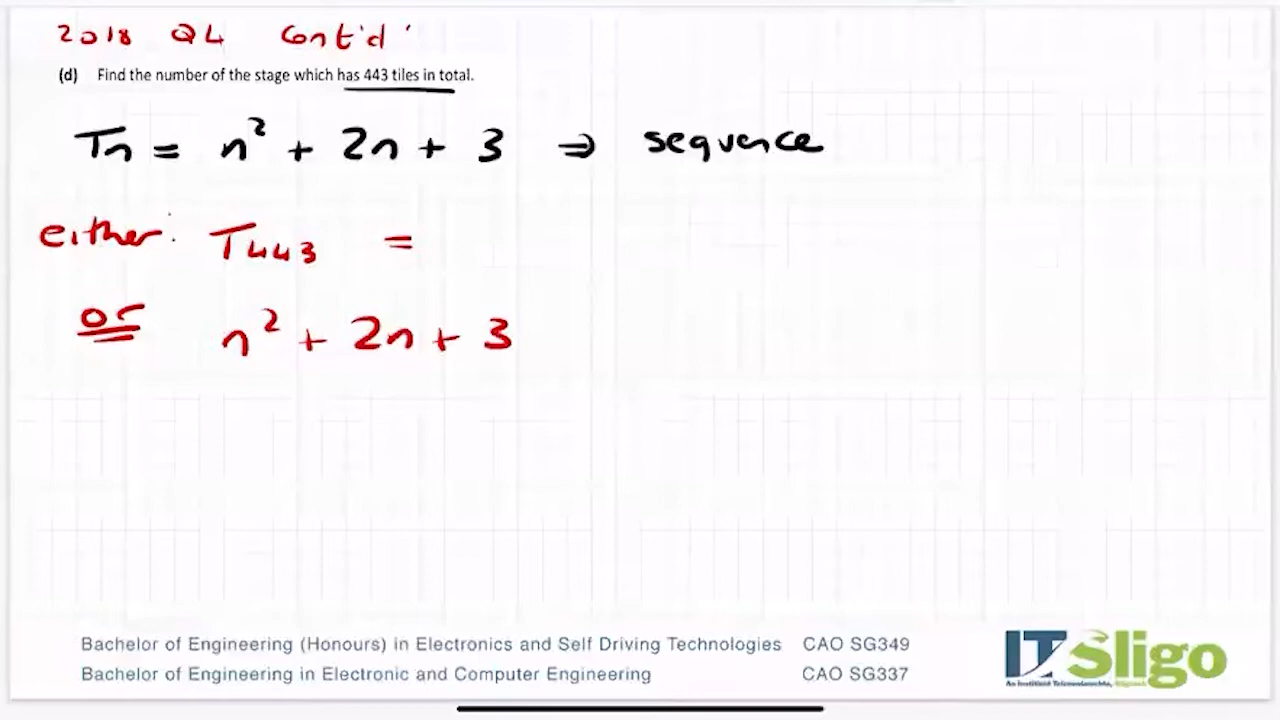 2018 Q4 Cont'd '
(d) Find the number of the stage which has 443 tiles in total.
Tn = n² + 2n + 3 ⇒ sequence
either: T443 =
or n² + 2n + 3
Bachelor of Engineering (Honours) in Electronics and Self Driving Technologies CAO SG349
Bachelor of Engineering in Electronic and Computer Engineering CAO SG337
IT Sligo